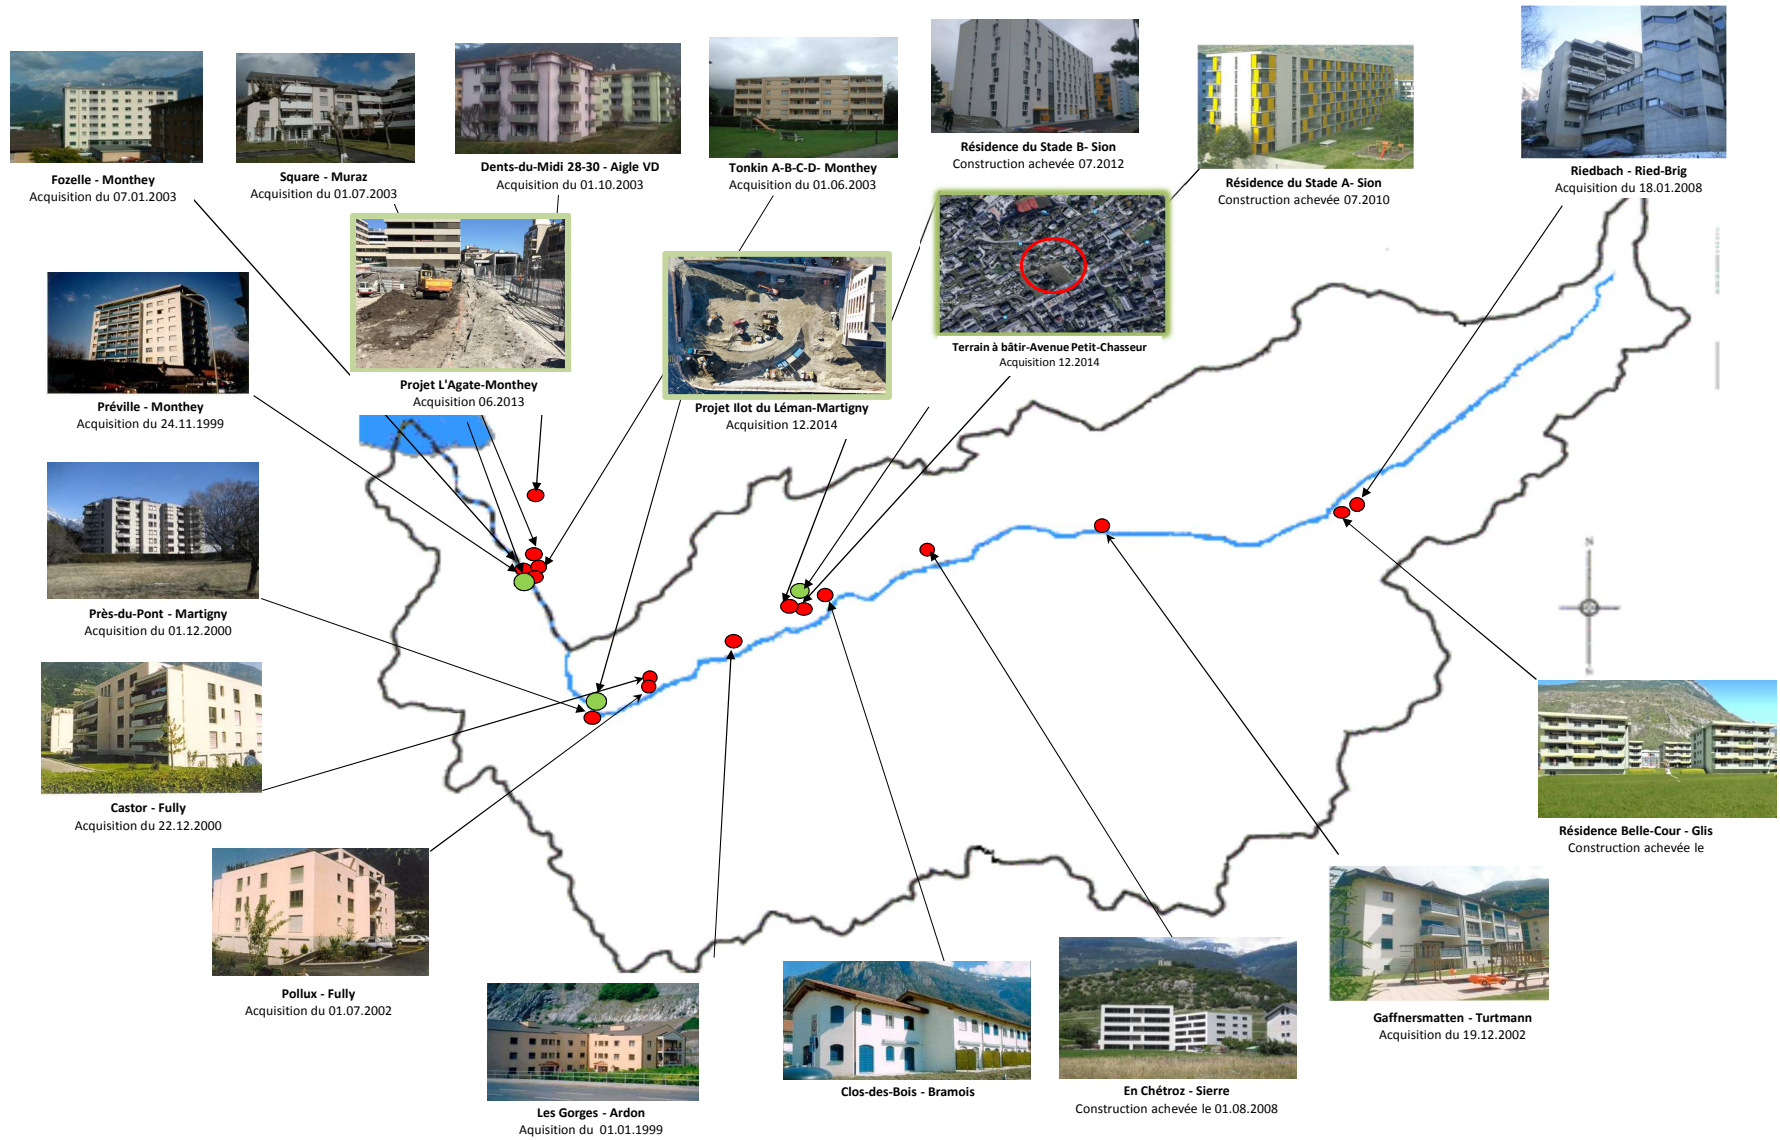 Fozelle - Monthey
Acquisition du 07.01.2003
Square - Muraz
Acquisition du 01.07.2003
Dents-du-Midi 28-30 - Aigle VD
Acquisition du 01.10.2003
Tonkin A-B-C-D- Monthey
Acquisition du 01.06.2003
Résidence du Stade B- Sion
Construction achevée 07.2012
Résidence du Stade A- Sion
Construction achevée 07.2010
Riedbach - Ried-Brig
Acquisition du 18.01.2008
Préville - Monthey
Acquisition du 24.11.1999
Projet L'Agate-Monthey
Acquisition 06.2013
Projet Ilot du Léman-Martigny
Acquisition 12.2014
Terrain à bâtir-Avenue Petit-Chasseur
Acquisition 12.2014
Près-du-Pont - Martigny
Acquisition du 01.12.2000
Castor - Fully
Acquisition du 22.12.2000
Pollux - Fully
Acquisition du 01.07.2002
Les Gorges - Ardon
Aquisition du  01.01.1999
Clos-des-Bois - Bramois
En Chétroz - Sierre
Construction achevée le 01.08.2008
Gaffnersmatten - Turtmann
Acquisition du 19.12.2002
Résidence Belle-Cour - Glis
Construction achevée le